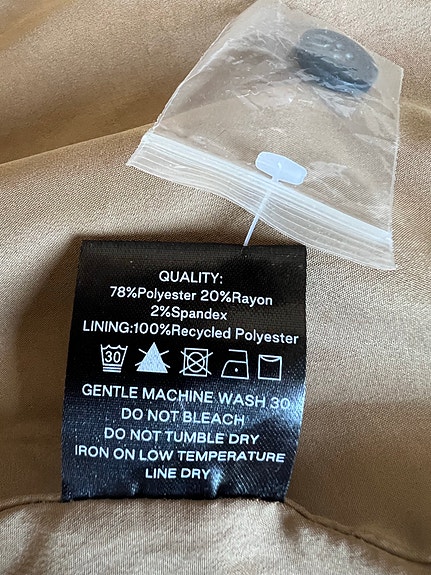 QUALITY:
78%Polyester 20%Rayon
2%Spandex
LINING:100%Recycled Polyester
30
GENTLE MACHINE WASH 30
DO NOT BLEACH
DO NOT TUMBLE DRY
IRON ON LOW TEMPERATURE
LINE DRY